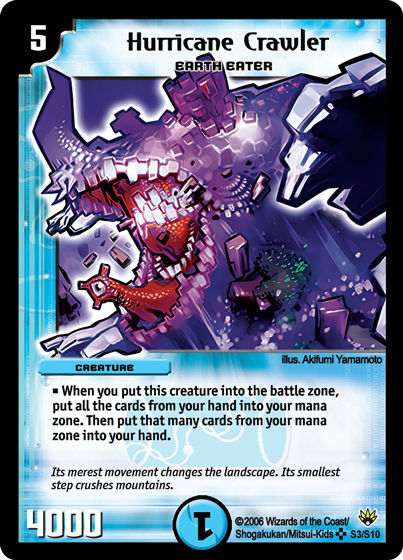 5
Hurricane Crawler
EARTH EATER
illus. Akifumi Yamamoto
CREATURE
▪ When you put this creature into the battle zone,
put all the cards from your hand into your mana
zone. Then put that many cards from your mana
zone into your hand.
Its merest movement changes the landscape. Its smallest
step crushes mountains.
4000
1
©2006 Wizards of the Coast/
Shogakukan/Mitsui-Kids S3/S10